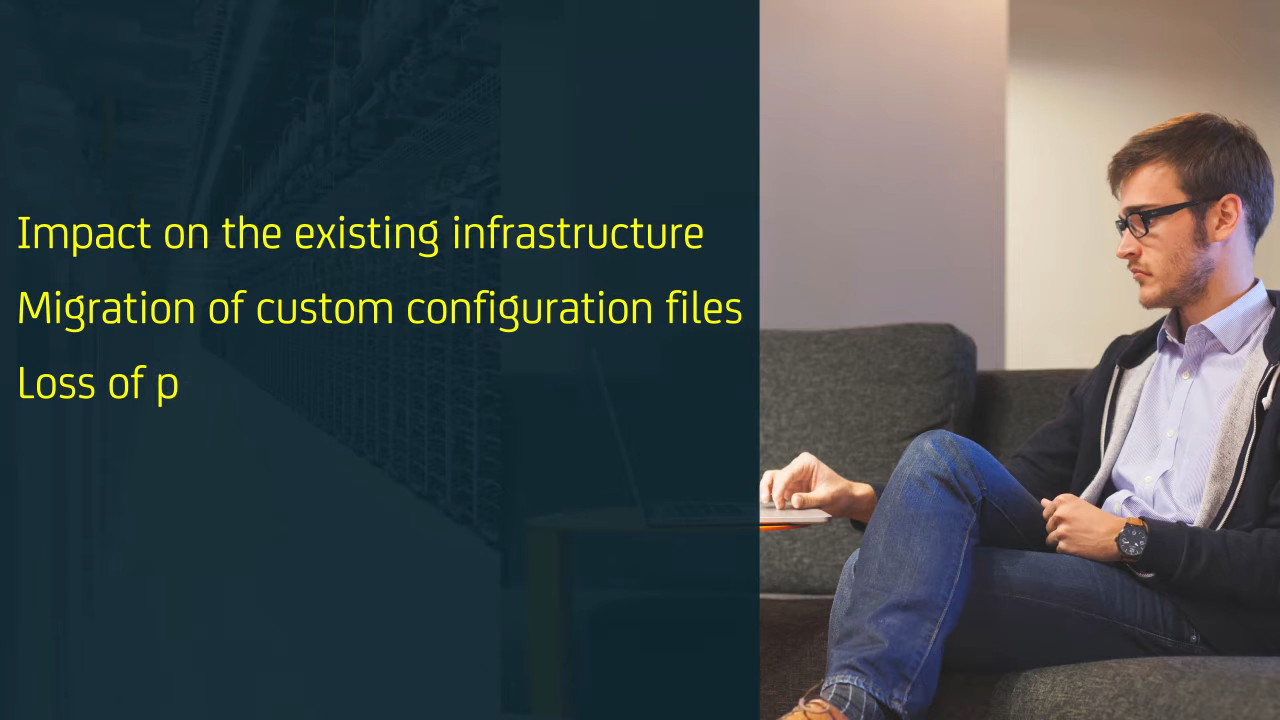 Impact on the existing infrastructure
Migration of custom configuration files
Loss of p